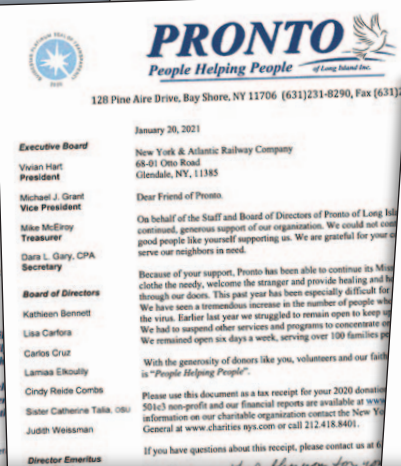 PRONTO
People Helping People of Long Island Inc.
128 Pine Aire Drive, Bay Shore, NY 11706 (631)231-8290, Fax (631)
January 20, 2021
New York & Atlantic Railway Company
68-01 Otto Road
Glendale, NY, 11385
Dear Friend of Pronto.
On behalf of the Staff and Board of Directors of Pronto of Long
continued, generous support of our organization. We could not
good people like yourself supporting us. We are grateful for your
serve our neighbors in need.
Because of your support, Pronto has been able to continue its
clothe the needy, welcome the stranger and provide healing and
through our doors. This past year has been especially difficult for
We have seen a tremendous increase in the number of people who
the virus. Earlier last year we struggled to remain open to keep
We had to suspend other services and programs to concentrate
We remained open six days a week, serving over 100 families
With the generosity of donors like you, volunteers and our
is "People Helping People".
Please use this document as a tax receipt for your 2020
501c3 non-profit and our financial reports are available at
information on our charitable organization contact the New
General at www.charities nys.com or call 212.418.8401.
If you have questions about this receipt, please contact us at
Executive Board
Vivian Hart
President
Michael J. Grant
Vice President
Mike McElroy
Treasurer
Dara L. Gary, CPA
Secretary
Board of Directors
Kathleen Bennett
Lisa Carfora
Carlos Cruz
Lamiaa Elkoully
Cindy Reide Combs
Sister Catherine Talia, OSU
Judith Weissman
Director Emeritus